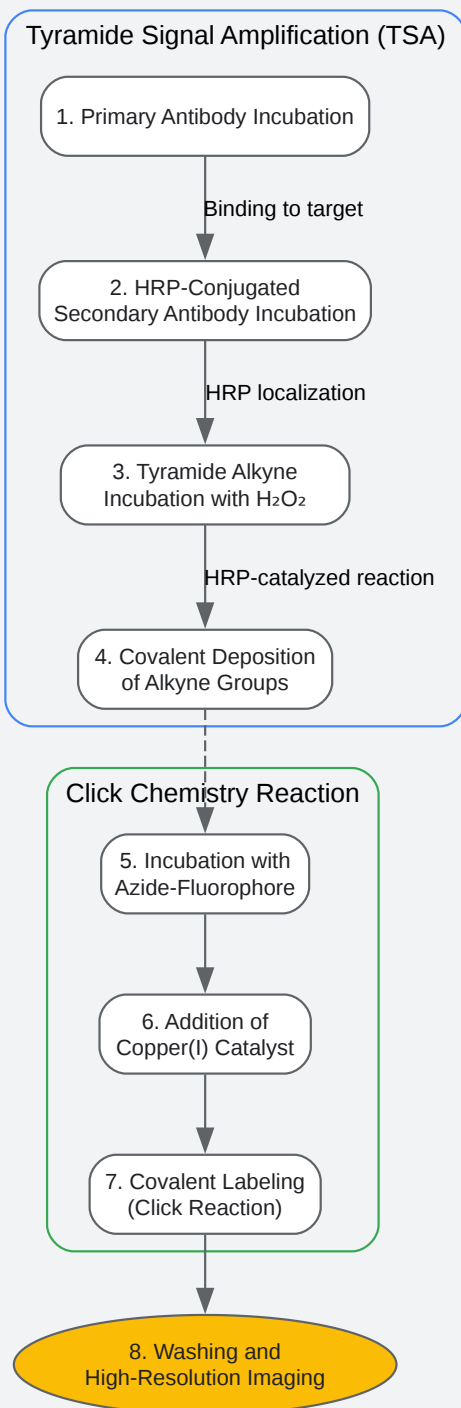 Tyramide Signal Amplification (TSA)
1. Primary Antibody Incubation
Binding to target
2. HRP-Conjugated
Secondary Antibody Incubation
HRP localization
3. Tyramide Alkyne
Incubation with H₂O₂
HRP-catalyzed reaction
4. Covalent Deposition
of Alkyne Groups
Click Chemistry Reaction
5. Incubation with
Azide-Fluorophore
6. Addition of
Copper(I) Catalyst
7. Covalent Labeling
(Click Reaction)
8. Washing and
High-Resolution Imaging